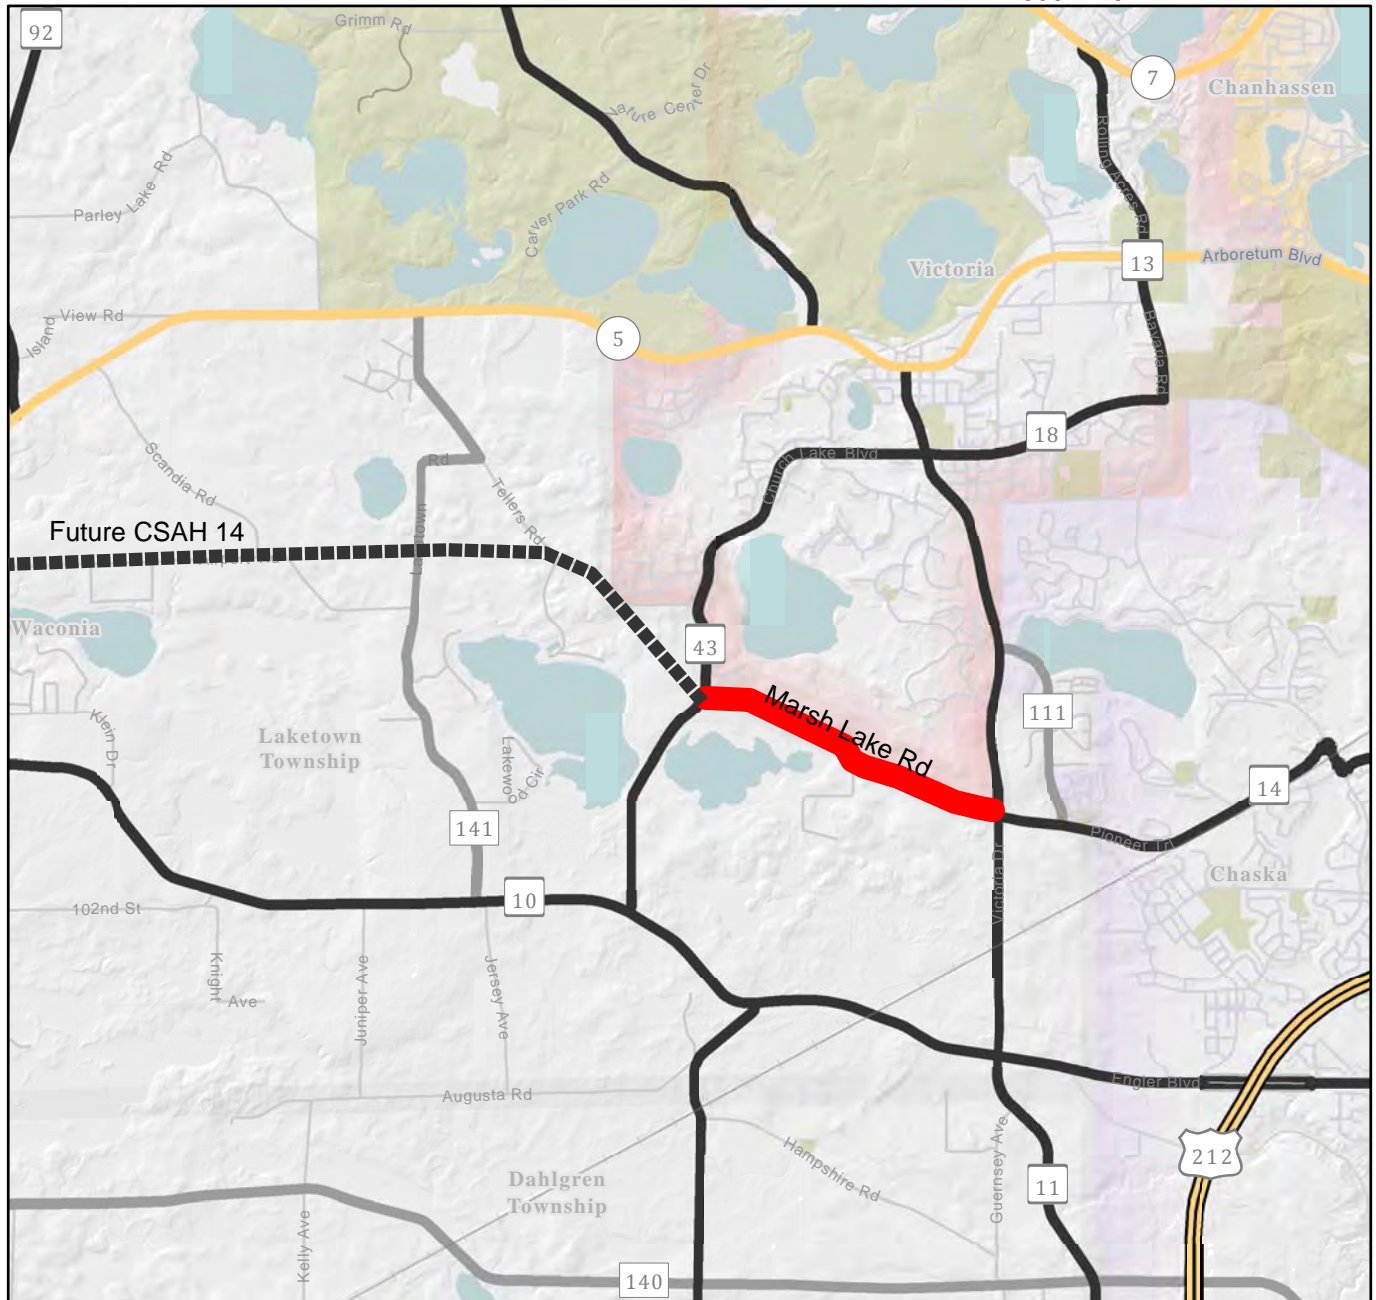 92
Grimm Rd
Nature Center Dr
7
Chanhassen
Rolling Acres Rd
Parley Lake Rd
Carver Park Rd
Victoria
13
Arboretum Blvd
View Rd
Island
5
Bavaria Rd
18
Church Lake Blvd
Rd
Scandia Rd
Tellers Rd
Future CSAH 14
Airport Rd
Laketown
Waconia
43
Marsh Lake Rd
111
Klein Dr
Laketown
Township
Lakewood Cir
14
141
Pioneer Trl
Chaska
Victoria Dr
10
102nd St
Knight
Ave
Juniper Ave
Jersey Ave
Engler Blvd
Augusta Rd
Guernsey Ave
Hampshire Rd
212
Dahlgren
Township
11
Kelly Ave
140